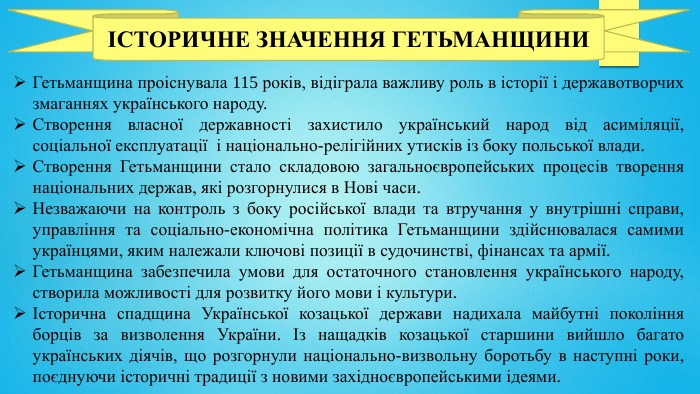 ІСТОРИЧНЕ ЗНАЧЕННЯ ГЕТЬМАНЩИНИ
➢ Гетьманщина проіснувала 115 років, відіграла важливу роль в історії і державотворчих
змаганнях українського народу.
➢ Створення власної державності захистило український народ від асиміляції,
соціальної експлуатації і національно-релігійних утисків із боку польської влади.
➢ Створення Гетьманщини стало складовою загальноєвропейських процесів творення
національних держав, які розгорнулися в Нові часи.
➢ Незважаючи на контроль з боку російської влади та втручання у внутрішні справи,
управління та соціально-економічна політика Гетьманщини здійснювалася самими
українцями, яким належали ключові позиції в судочинстві, фінансах та армії.
➢ Гетьманщина забезпечила умови для остаточного становлення українського народу,
створила можливості для розвитку його мови і культури.
➢ Історична спадщина Української козацької держави надихала майбутні покоління
борців за визволення України. Із нащадків козацької старшини вийшло багато
українських діячів, що розгорнули національно-визвольну боротьбу в наступні роки,
поєднуючи історичні традиції з новими західноєвропейськими ідеями.